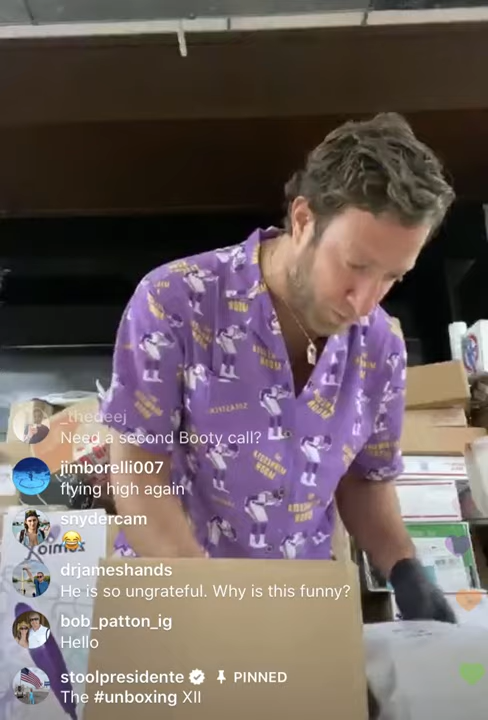 _thedeej
Need a second Booty call?
jimborelli007
flying high again
snydercam
😂
drjameshands
He is so ungrateful. Why is this funny?
bob_patton_ig
Hello
stoolpresidente PINNED
The #unboxing XII